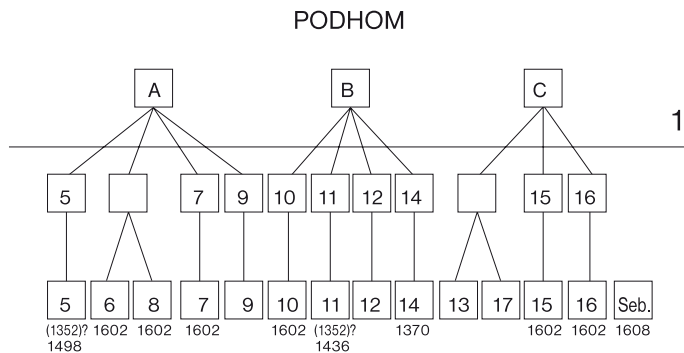 PODHOM
A B C
1
5 7 9 10 11 12 14 15 16
5 6 8 7 9 10 11 12 14 13 17 15 16 Seb.
(1352)? 1602 1602 1602 1602 (1352)? 1370 1602 1602 1608
1498 1436